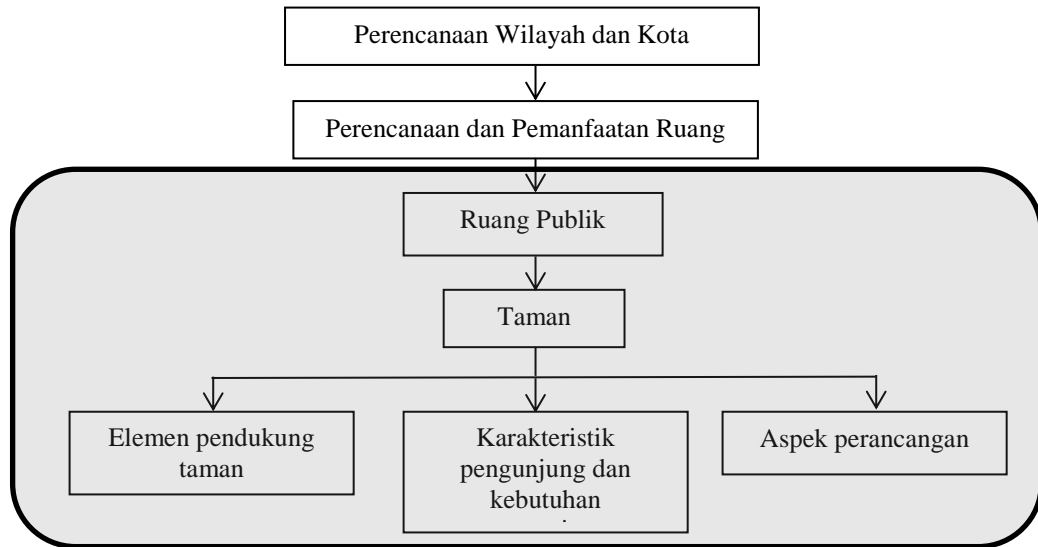 Perencanaan Wilayah dan Kota
Perencanaan dan Pemanfaatan Ruang
Ruang Publik
Taman
Elemen pendukung
taman
Karakteristik
pengunjung dan
kebutuhan
Aspek perancangan